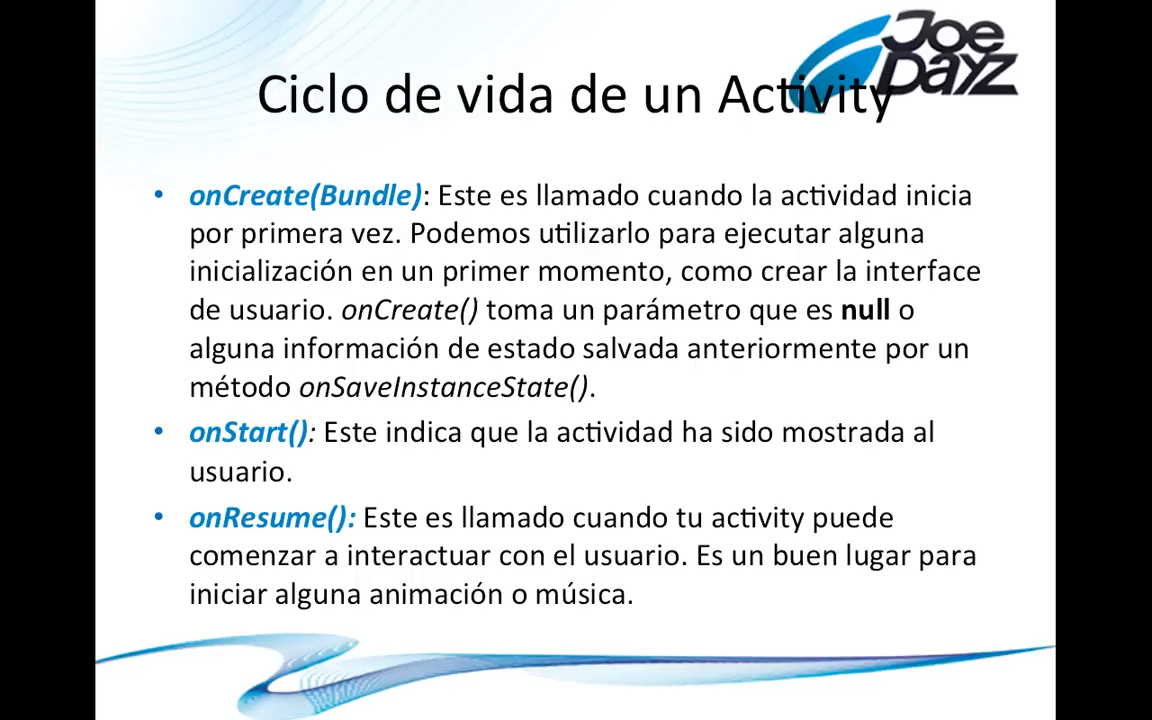 Joe
Dayz
Ciclo de vida de un Activity
• onCreate(Bundle): Este es llamado cuando la actividad inicia
por primera vez. Podemos utilizarlo para ejecutar alguna
inicialización en un primer momento, como crear la interface
de usuario. onCreate() toma un parámetro que es null o
alguna información de estado salvada anteriormente por un
método onSaveInstanceState().
• onStart(): Este indica que la actividad ha sido mostrada al
usuario.
• onResume(): Este es llamado cuando tu activity puede
comenzar a interactuar con el usuario. Es un buen lugar para
iniciar alguna animación o música.